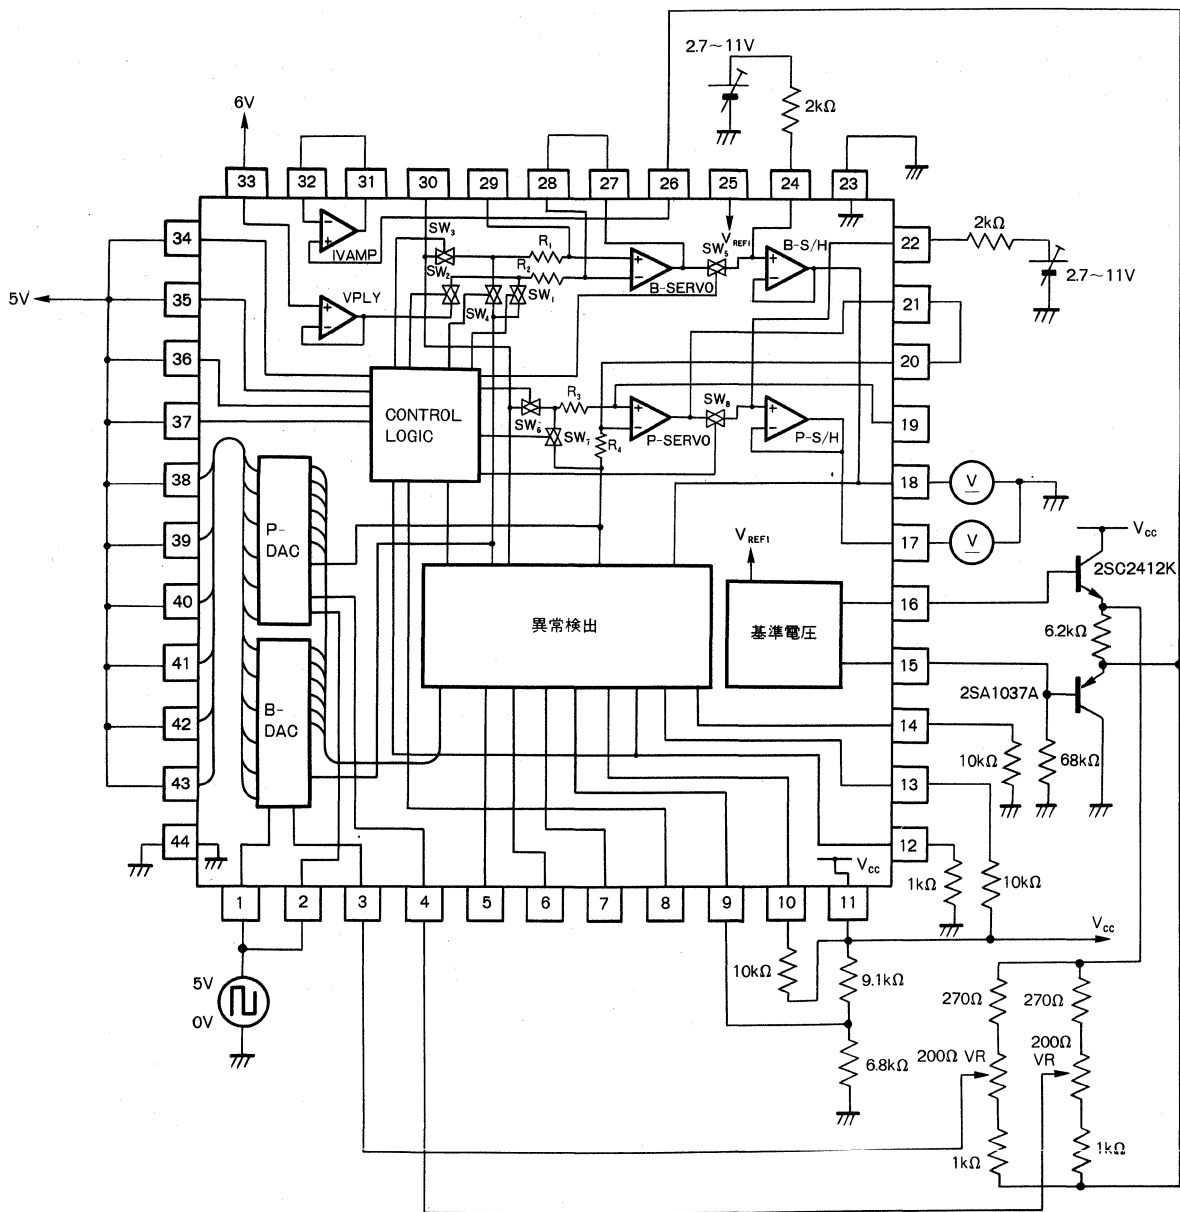 2.7~11V
6V
2kΩ
33
32
31
30
29
28
27
26
25
24
23
34
SW₃
R₁
V_REF1
SW₅
B-S/H
22
2kΩ
2.7~11V
IVAMP
SW₂
R₂
5V
35
VPLY
SW₄
SW₁
B-SERVO
21
36
20
37
CONTROL
LOGIC
R₃
SW₈
SW₆
SW₇
R₄
P-SERVO
P-S/H
19
38
P-
DAC
18
V
39
17
V
V_REF1
V_CC
2SC2412K
40
16
異常検出
基準電圧
6.2kΩ
41
15
2SA1037A
42
B-
DAC
14
10kΩ
68kΩ
43
13
44
12
V_CC
1kΩ
10kΩ
1
2
3
4
5
6
7
8
9
10
11
V_CC
10kΩ
9.1kΩ
5V
0V
270Ω
270Ω
6.8kΩ
200Ω VR
200Ω
VR
1kΩ
1kΩ